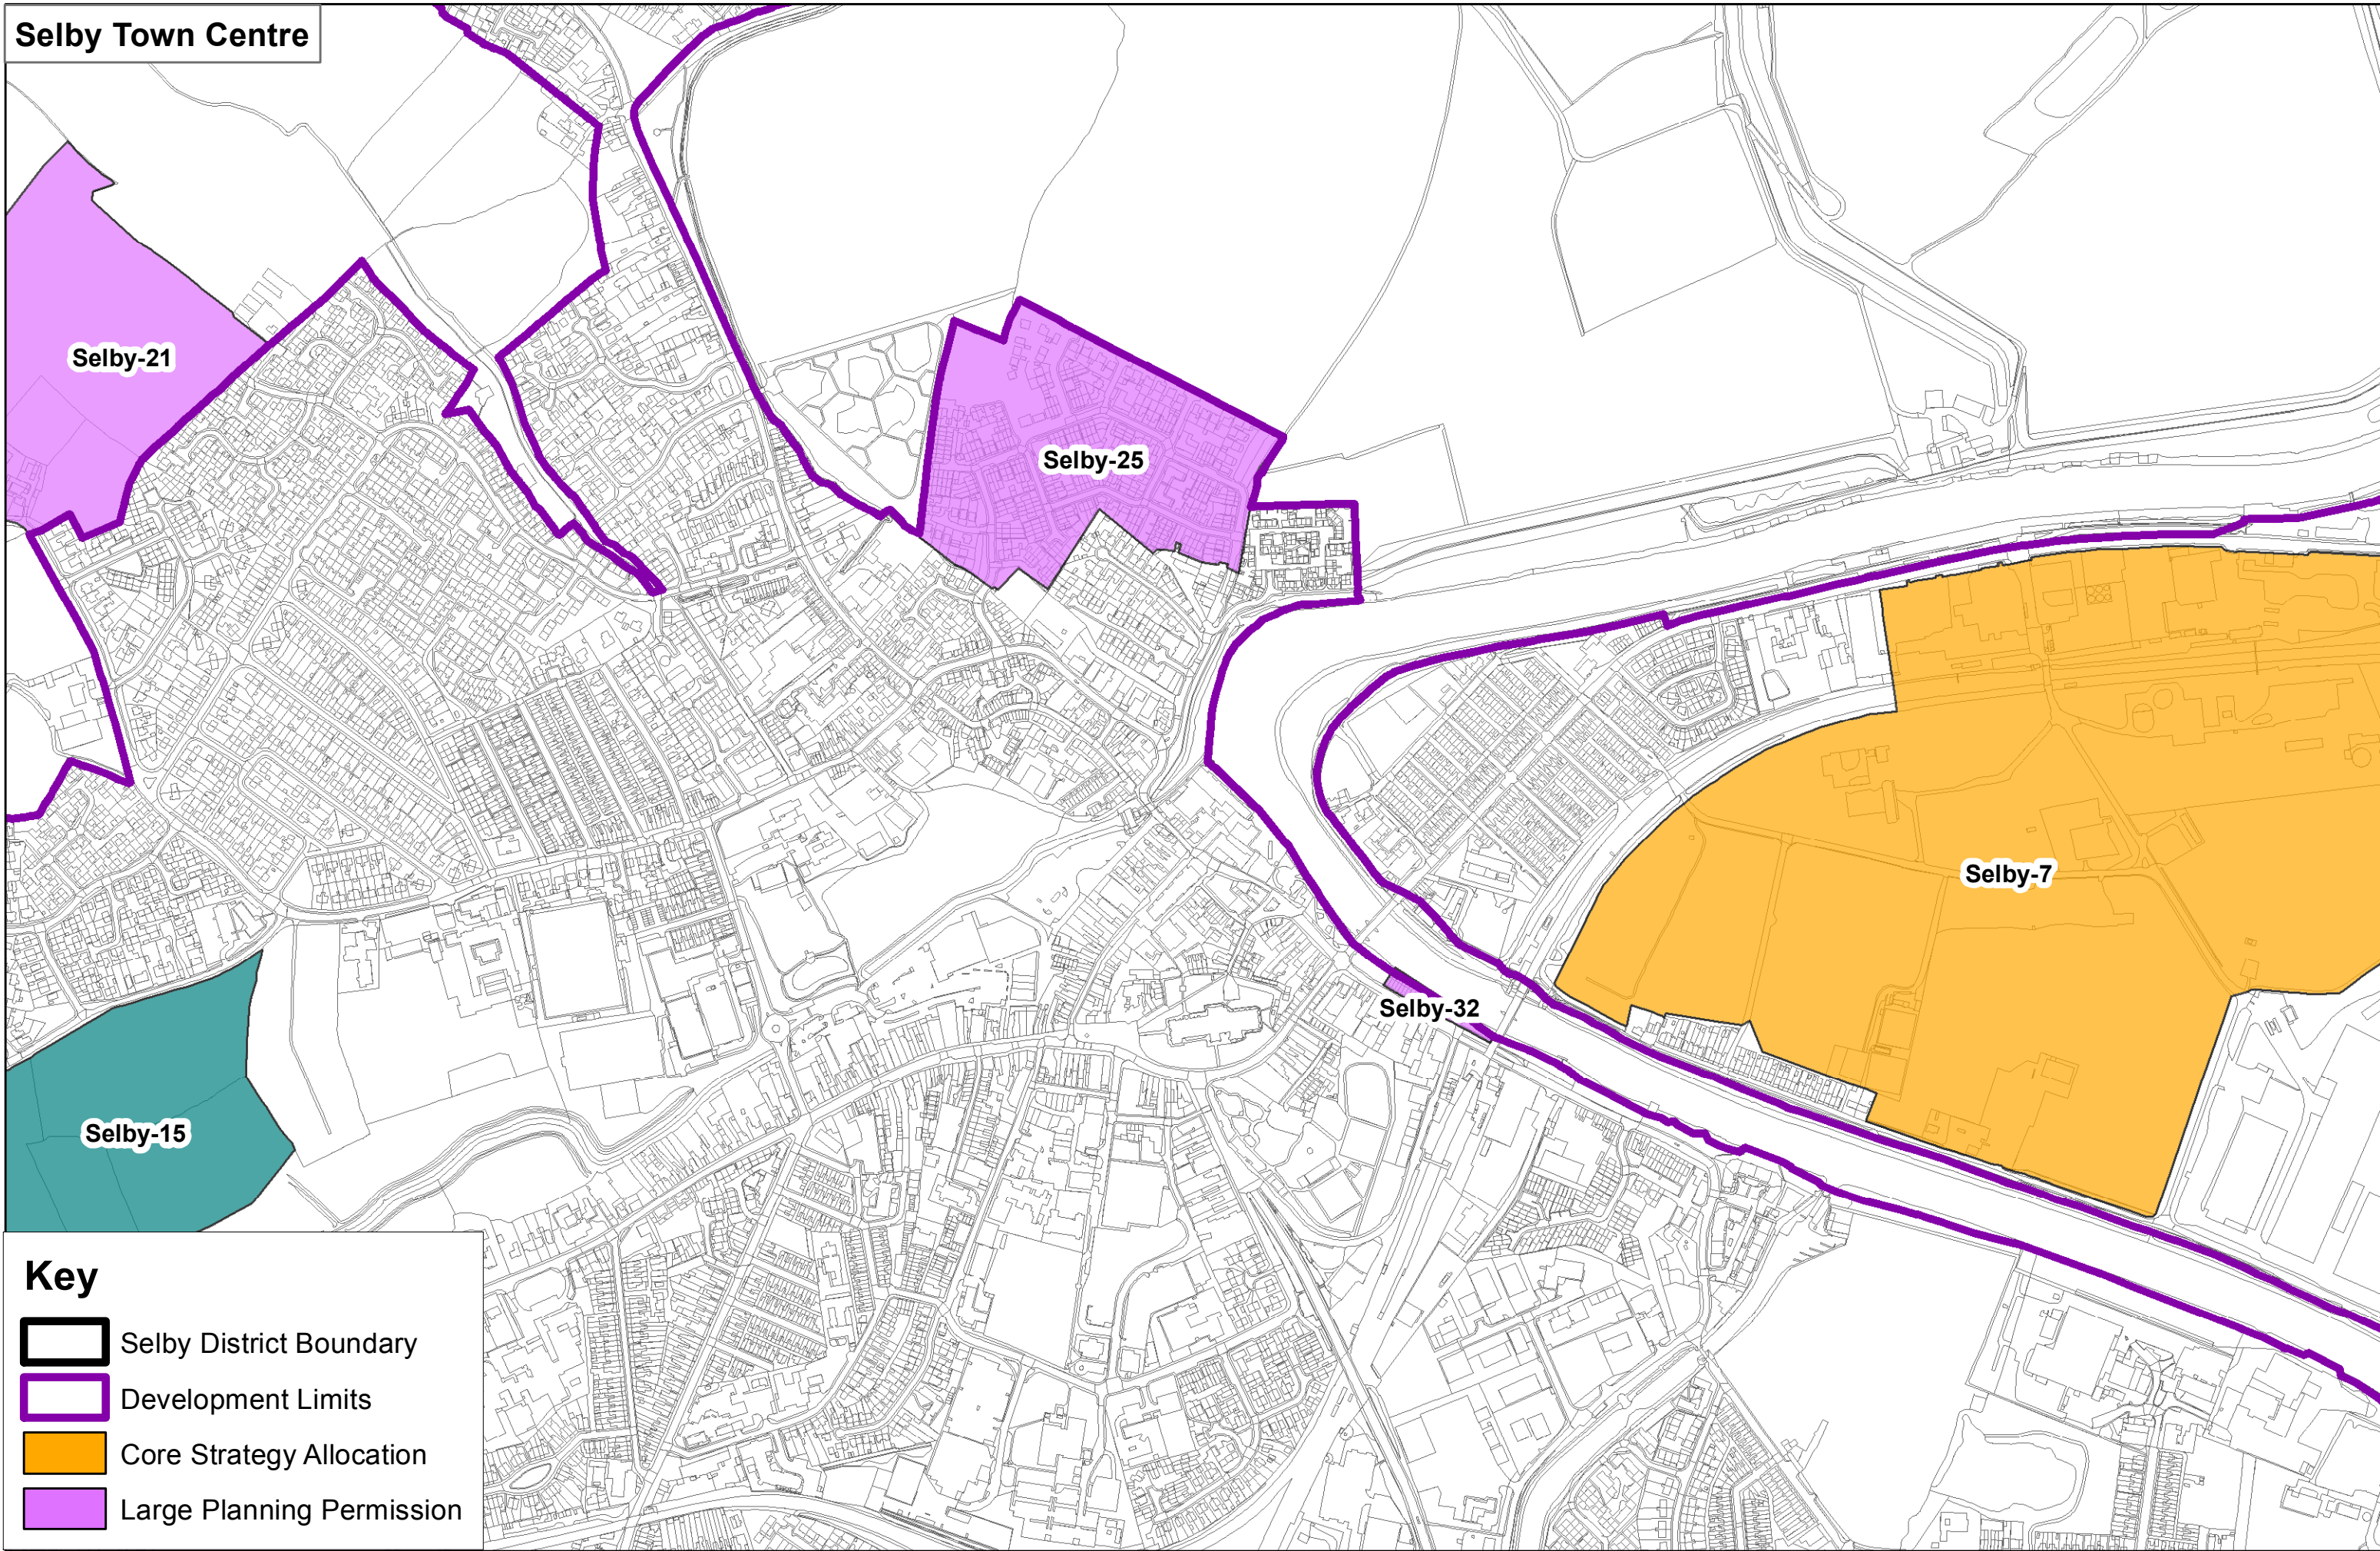 Selby Town Centre
Selby-21
Selby-25
Selby-7
Selby-32
Selby-15
Key
Selby District Boundary
Development Limits
Core Strategy Allocation
Large Planning Permission